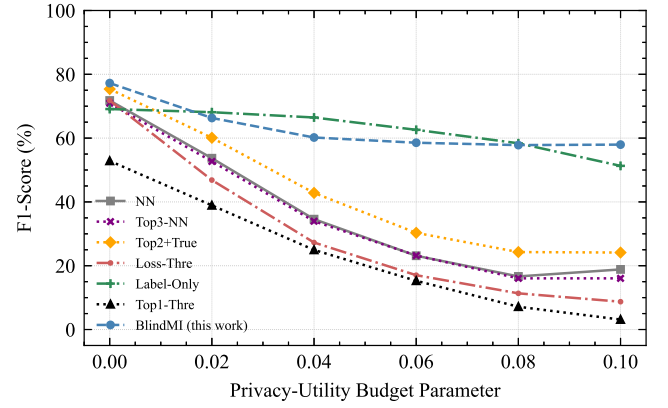 100
80
60
40
20
0
F1-Score (%)
NN
Top3-NN
Top2+True
Loss-Thre
Label-Only
Top1-Thre
BlindMI (this work)
0.00 0.02 0.04 0.06 0.08 0.10
Privacy-Utility Budget Parameter